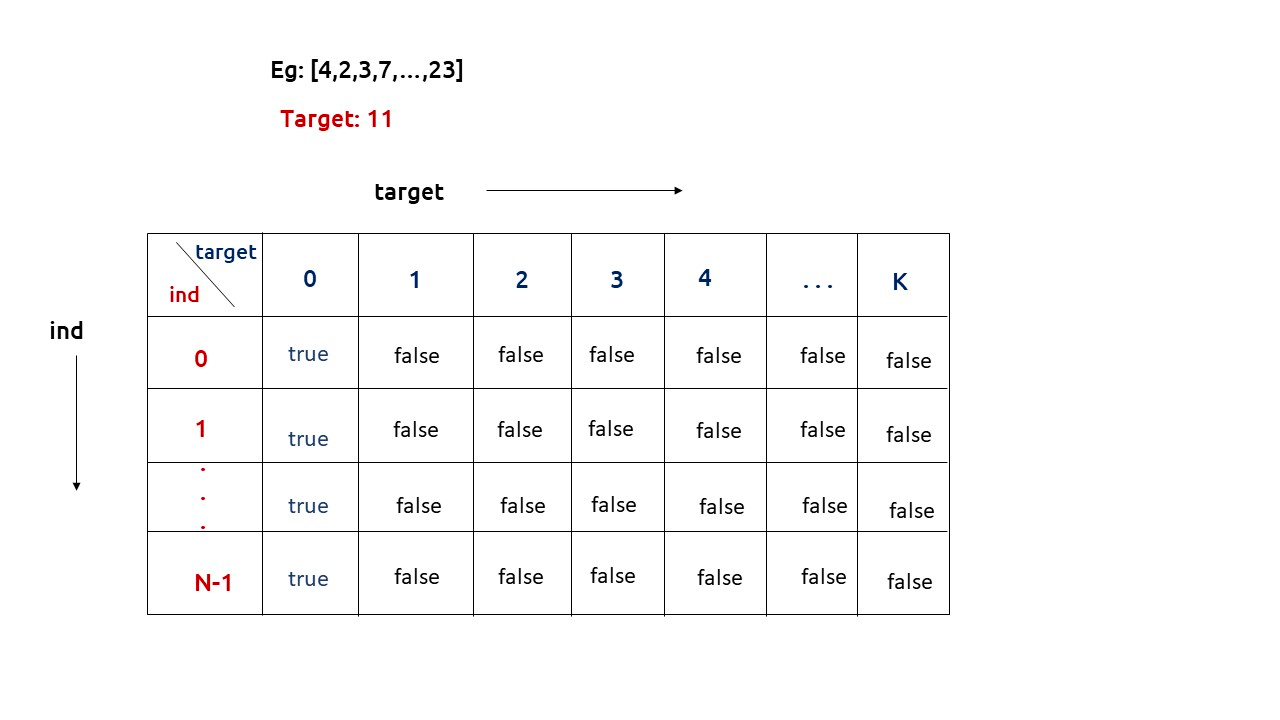 Eg: [4,2,3,7,...,23]
Target: 11
target
target
ind
0 1 2 3 4 ... K
ind
0 true false false false false false false
1 true false false false false false false
. . . true false false false false false false
N-1 true false false false false false false